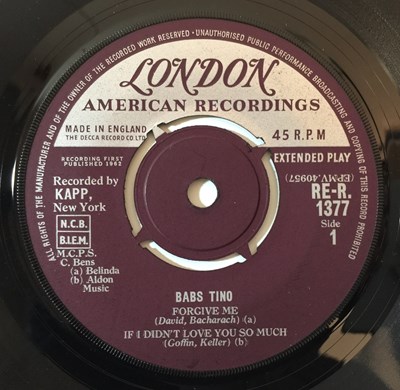 ALL RIGHTS OF THE MANUFACTURER AND OF THE OWNER OF THE RECORDED WORK RESERVED. UNAUTHORISED PUBLIC PERFORMANCE BROADCASTING AND COPYING OF THIS RECORD PROHIBITED
LONDON
AMERICAN RECORDINGS
MADE IN ENGLAND
THE DECCA RECORD CO LTD
45 R.P.M
RECORDING FIRST
PUBLISHED 1962
EXTENDED PLAY
(EPM.40957)
Recorded by
KAPP,
New York
RE-R.
1377
Side
1
N.C.B.
B.I.E.M.
M.C.P.S.
C. Bens
(a) Belinda
(b) Aldon
Music
BABS TINO
FORGIVE ME
(David, Bacharach) (a)
IF I DIDN'T LOVE YOU SO MUCH
(Goffin, Keller) (b)